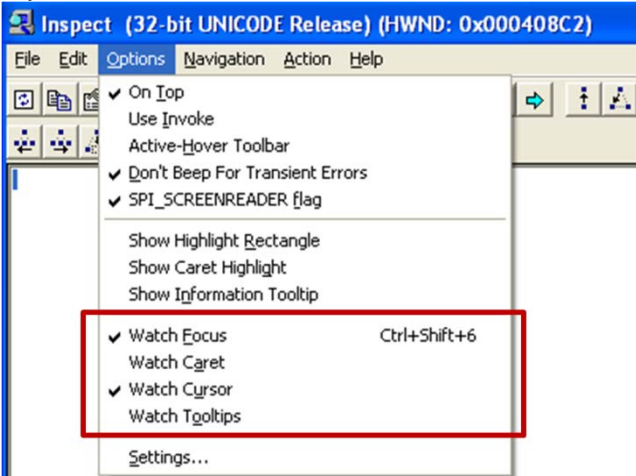 Inspect (32-bit UNICODE Release) (HWND: 0x000408C2)
File Edit Options Navigation Action Help
On Top
Use Invoke
Active-Hover Toolbar
Don't Beep For Transient Errors
SPI_SCREENREADER flag
Show Highlight Rectangle
Show Caret Highlight
Show Information Tooltip
Watch Focus Ctrl+Shift+6
Watch Caret
Watch Cursor
Watch Tooltips
Settings...